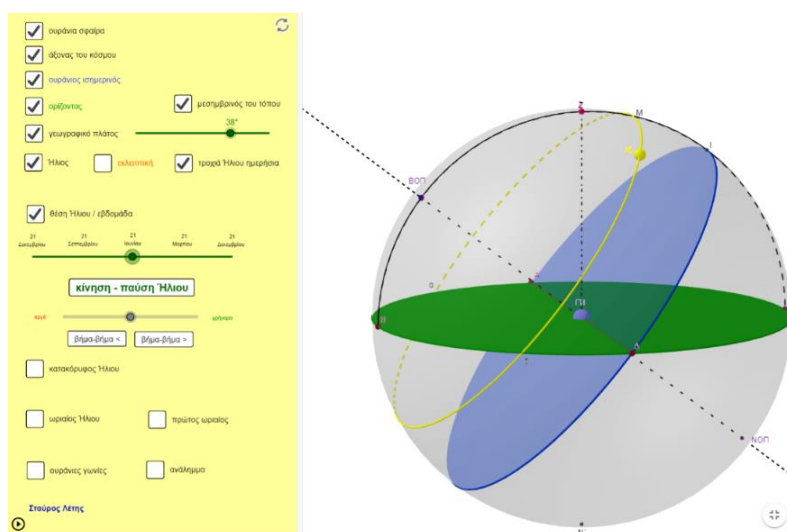 ουράνια σφαίρα
άξονας του κόσμου
ουράνιος ισημερινός
ορίζοντας
μεσημβρινός του τόπου
γεωγραφικό πλάτος
38°
Ήλιος
εκλειπτική
τροχιά Ήλιου ημερήσια
θέση Ήλιου / εβδομάδα
21 21 21 21 21
Δεκεμβρίου Σεπτεμβρίου Ιουνίου Μαρτίου Δεκεμβρίου
κίνηση - παύση Ήλιου
αργά
γρήγορα
βήμα-βήμα <
βήμα-βήμα >
κατακόρυφος Ήλιου
ωριαίος Ήλιου
πρώτος ωριαίος
ουράνιες γωνίες
ανάλημμα
Σταύρος Λέτης
Ζ
Μ
Ι
ΒΟΠ
Δ
Β
ΠΙ
Α
ΝΟΠ